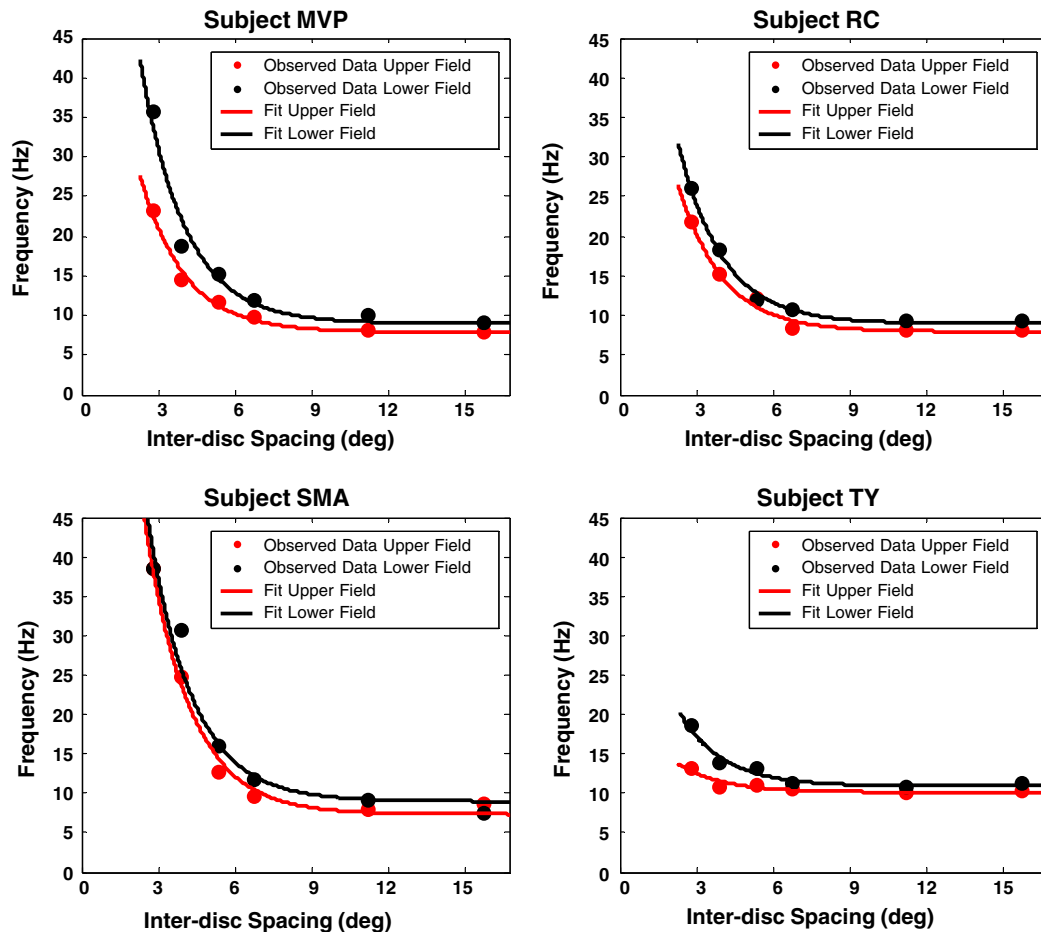 Subject MVP
45
40
35
30
25
20
15
10
5
0
Frequency (Hz)
Observed Data Upper Field
Observed Data Lower Field
Fit Upper Field
Fit Lower Field
0 3 6 9 12 15
Inter-disc Spacing (deg)
Subject RC
45
40
35
30
25
20
15
10
5
0
Frequency (Hz)
Observed Data Upper Field
Observed Data Lower Field
Fit Upper Field
Fit Lower Field
0 3 6 9 12 15
Inter-disc Spacing (deg)
Subject SMA
45
40
35
30
25
20
15
10
5
0
Frequency (Hz)
Observed Data Upper Field
Observed Data Lower Field
Fit Upper Field
Fit Lower Field
0 3 6 9 12 15
Inter-disc Spacing (deg)
Subject TY
45
40
35
30
25
20
15
10
5
0
Frequency (Hz)
Observed Data Upper Field
Observed Data Lower Field
Fit Upper Field
Fit Lower Field
0 3 6 9 12 15
Inter-disc Spacing (deg)